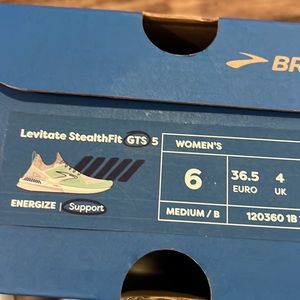 BR
Levitate StealthFit GTS 5
WOMEN'S
6
36.5
EURO
4
UK
ENERGIZE | Support
MEDIUM / B
120360 1B